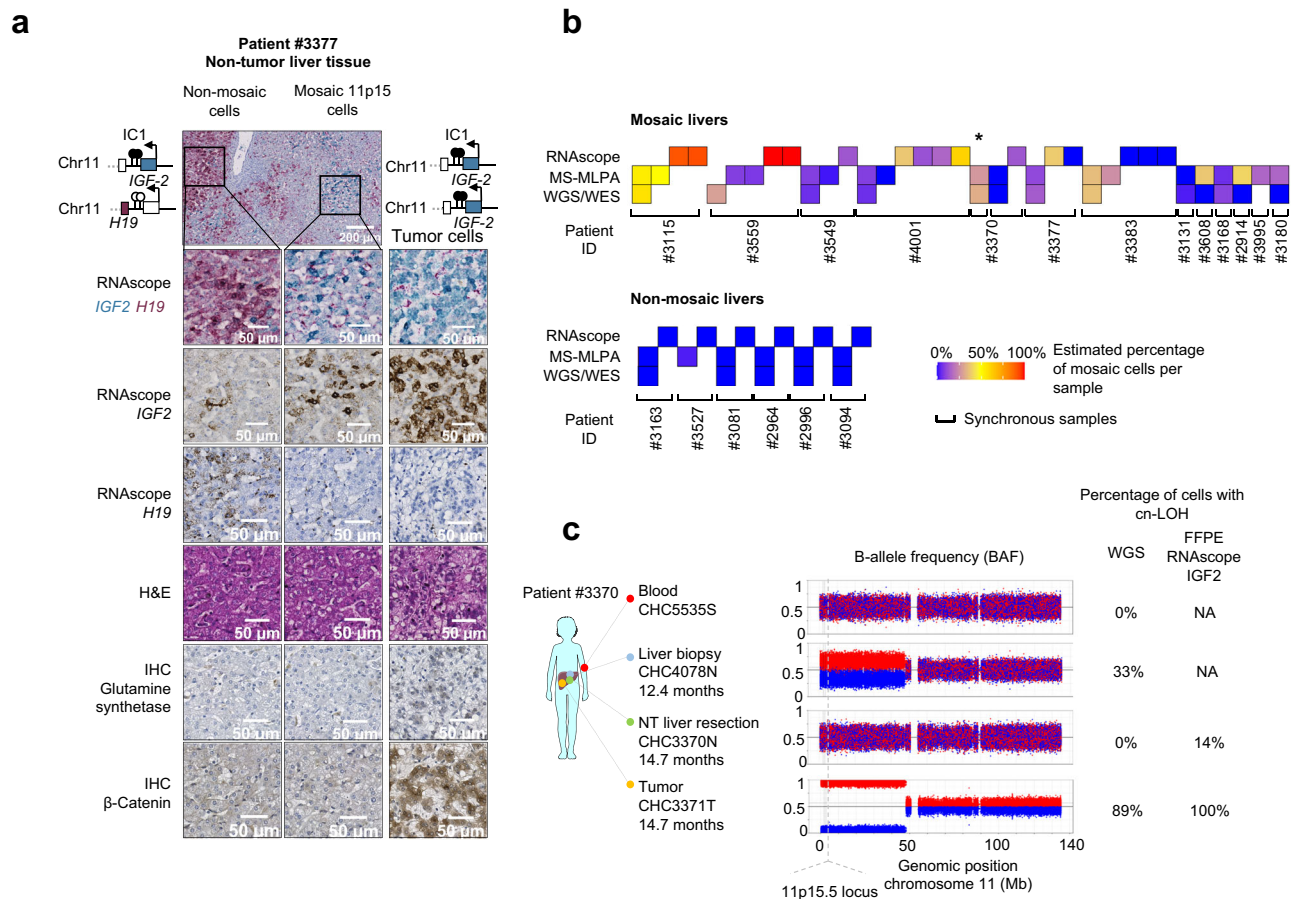 a
Patient #3377
Non-tumor liver tissue
Non-mosaic
cells
Mosaic 11p15
cells
IC1
Chr11
IGF-2
Chr11
H19
IC1
Chr11
IGF-2
Chr11
IGF-2
200 µm
Tumor cells
RNAscope
IGF2 H19
50 µm
50 µm
50 µm
RNAscope
IGF2
50 µm
50 µm
50 µm
RNAscope
H19
50 µm
50 µm
50 µm
H&E
50 µm
50 µm
50 µm
IHC
Glutamine
synthetase
50 µm
50 µm
50 µm
IHC
β-Catenin
50 µm
50 µm
50 µm
b
Mosaic livers
*
RNAscope
MS-MLPA
WGS/WES
Patient
ID
#3115
#3559
#3549
#4001
#3370
#3377
#3383
#3131
#3608
#3168
#2914
#3995
#3180
Non-mosaic livers
RNAscope
MS-MLPA
WGS/WES
Patient
ID
#3163
#3527
#3081
#2964
#2996
#3094
0% 50% 100%
Estimated percentage
of mosaic cells per
sample
Synchronous samples
c
Patient #3370
Blood
CHC5535S
Liver biopsy
CHC4078N
12.4 months
NT liver resection
CHC3370N
14.7 months
Tumor
CHC3371T
14.7 months
B-allele frequency (BAF)
Percentage of cells with
cn-LOH
WGS
FFPE
RNAscope
IGF2
1
0.5
0
0% NA
1
0.5
0
33% NA
1
0.5
0
0% 14%
1
0.5
0
89% 100%
0 50 100 140
Genomic position
chromosome 11 (Mb)
11p15.5 locus